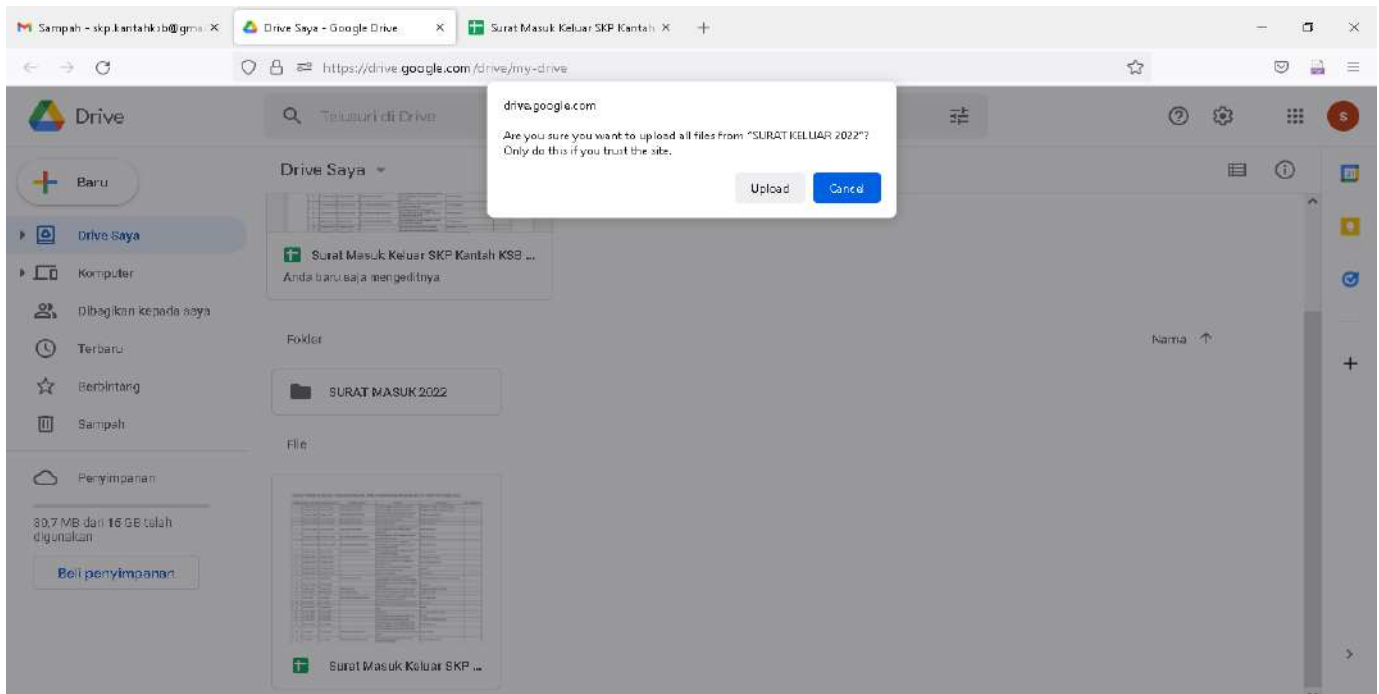 Sampah - skp.kantahksb@gmai
Drive Saya - Google Drive
Surat Masuk Keluar SKP Kantah
https://drive.google.com/drive/my-drive
Drive
Telusuri di Drive
drive.google.com
Are you sure you want to upload all files from "SURAT KELUAR 2022"?
Only do this if you trust the site.
Upload
Cancel
Baru
Drive Saya
Drive Saya
Komputer
Dibagikan kepada saya
Terbaru
Berbintang
Sampah
Penyimpanan
30,7 MB dari 15 GB telah
digunakan
Beli penyimpanan
Surat Masuk Keluar SKP Kantah KSB ...
Anda baru saja mengeditnya
Folder
Nama
SURAT MASUK 2022
File
Surat Masuk Keluar SKP ...
S